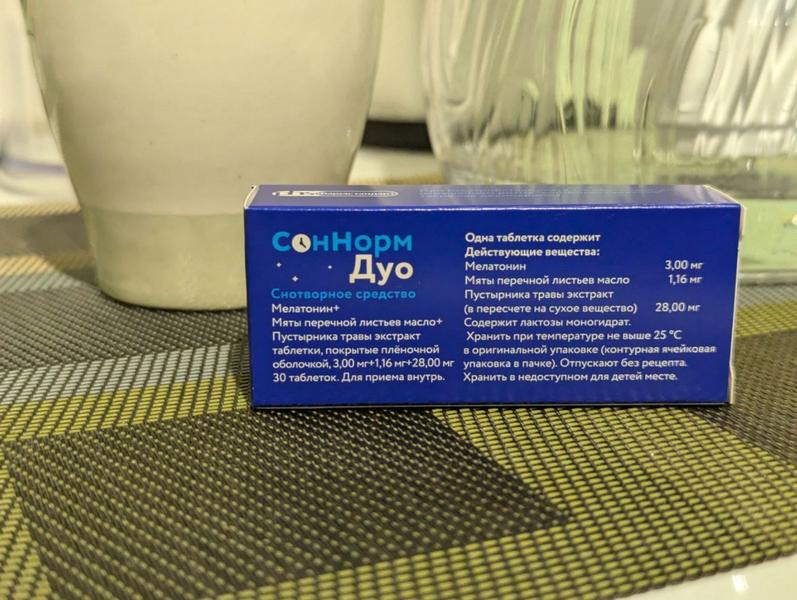 СонНорм
Дуо
Снотворное средство
Мелатонин+
Мяты перечной листьев масло+
Пустырника травы экстракт
таблетки, покрытые плёночной
оболочкой, 3,00 мг+1,16 мг+28,00 мг
30 таблеток. Для приема внутрь.
Одна таблетка содержит
Действующие вещества:
Мелатонин 3,00 мг
Мяты перечной листьев масло 1,16 мг
Пустырника травы экстракт
(в пересчете на сухое вещество) 28,00 мг
Содержит лактозы моногидрат.
Хранить при температуре не выше 25 °С
в оригинальной упаковке (контурная ячейковая
упаковка в пачке). Отпускают без рецепта.
Хранить в недоступном для детей месте.